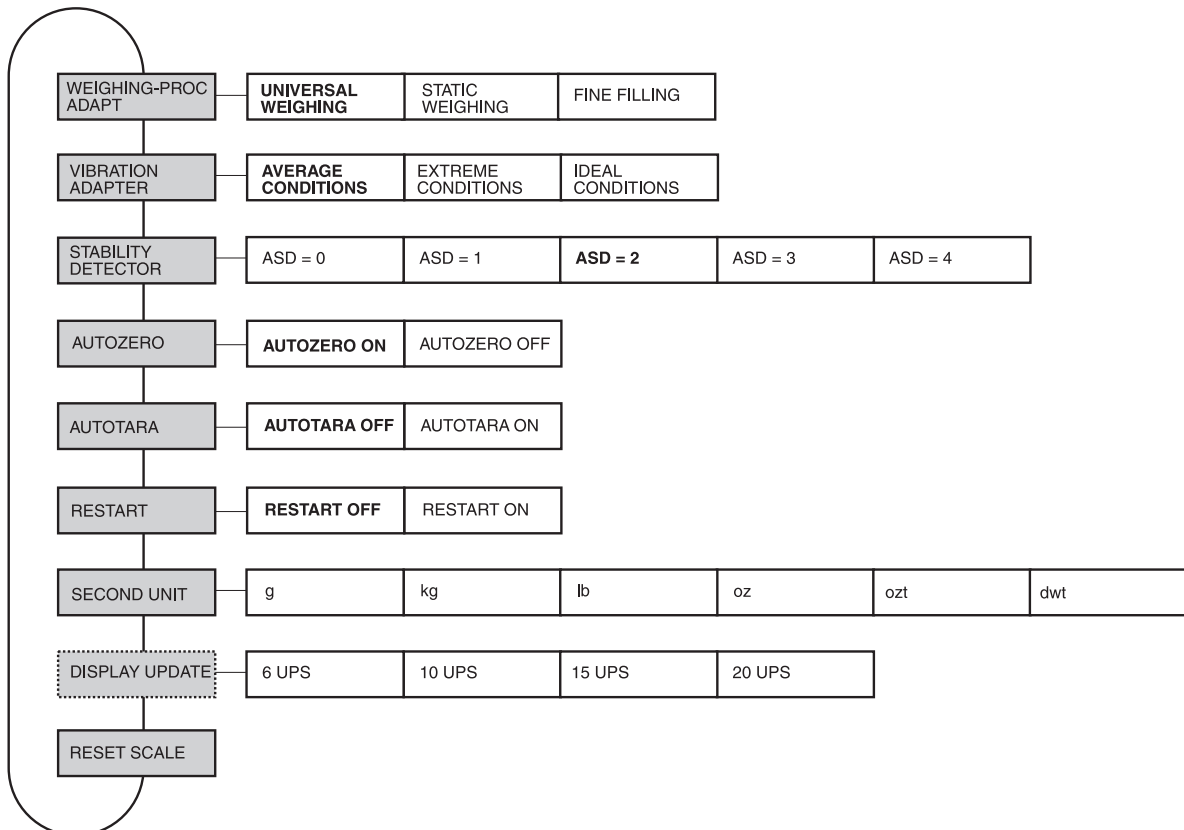 WEIGHING-PROC
ADAPT
UNIVERSAL
WEIGHING
STATIC
WEIGHING
FINE FILLING
VIBRATION
ADAPTER
AVERAGE
CONDITIONS
EXTREME
CONDITIONS
IDEAL
CONDITIONS
STABILITY
DETECTOR
ASD = 0
ASD = 1
ASD = 2
ASD = 3
ASD = 4
AUTOZERO
AUTOZERO ON
AUTOZERO OFF
AUTOTARA
AUTOTARA OFF
AUTOTARA ON
RESTART
RESTART OFF
RESTART ON
SECOND UNIT
g
kg
lb
oz
ozt
dwt
DISPLAY UPDATE
6 UPS
10 UPS
15 UPS
20 UPS
RESET SCALE